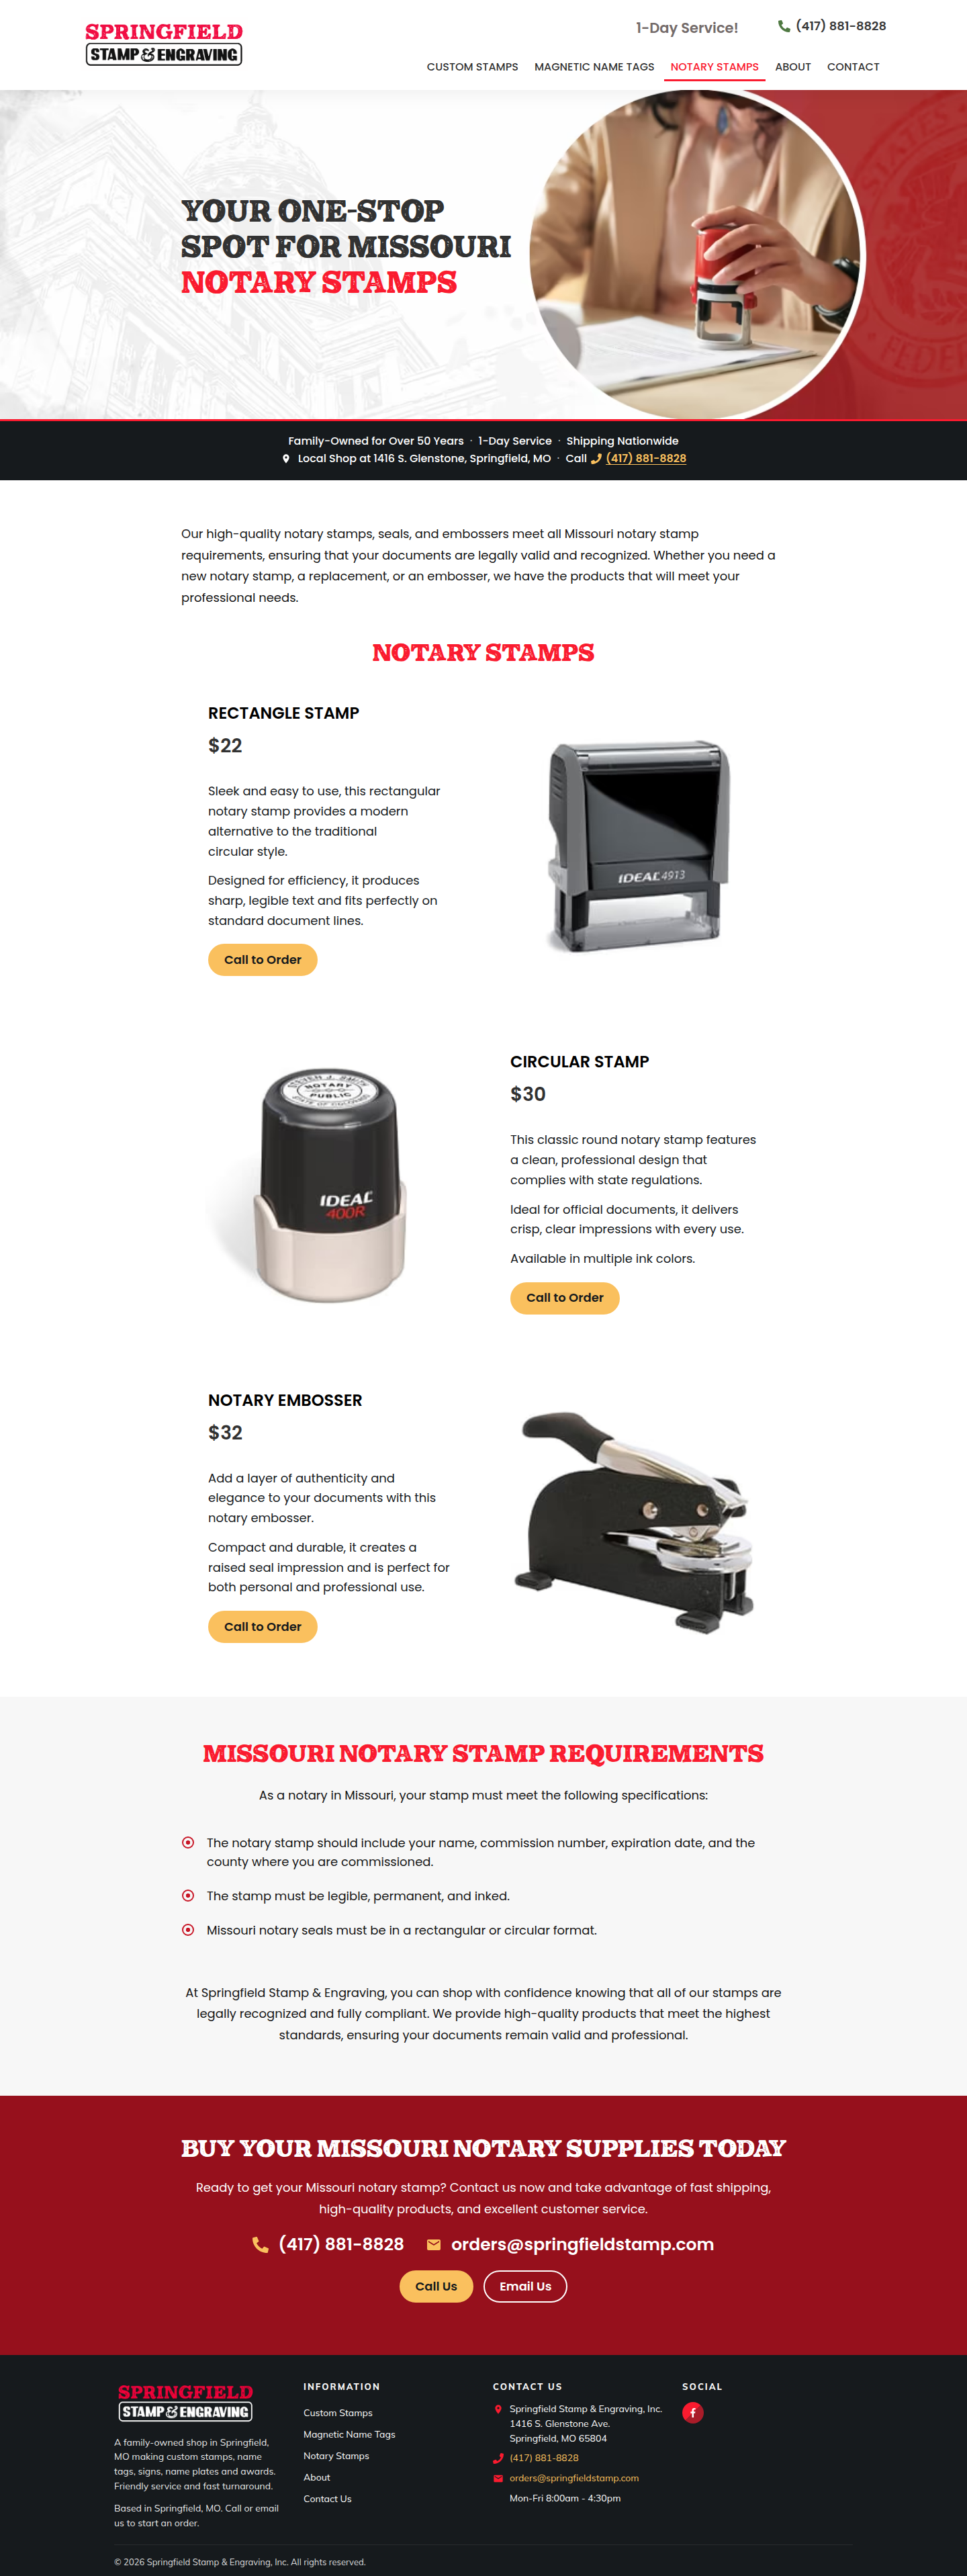 SPRINGFIELD
STAMP & ENGRAVING
1-Day Service!
(417) 881-8828
CUSTOM STAMPS
MAGNETIC NAME TAGS
NOTARY STAMPS
ABOUT
CONTACT
YOUR ONE-STOP
SPOT FOR MISSOURI
NOTARY STAMPS
Family-Owned for Over 50 Years · 1-Day Service · Shipping Nationwide
Local Shop at 1416 S. Glenstone, Springfield, MO · Call (417) 881-8828
Our high-quality notary stamps, seals, and embossers meet all Missouri notary stamp
requirements, ensuring that your documents are legally valid and recognized. Whether you need a
new notary stamp, a replacement, or an embosser, we have the products that will meet your
professional needs.
NOTARY STAMPS
RECTANGLE STAMP
$22
Sleek and easy to use, this rectangular
notary stamp provides a modern
alternative to the traditional
circular style.
Designed for efficiency, it produces
sharp, legible text and fits perfectly on
standard document lines.
Call to Order
IDEAL 4913
STEVEN J. SMITH
NOTARY
PUBLIC
STATE OF COLORADO
IDEAL
400R
CIRCULAR STAMP
$30
This classic round notary stamp features
a clean, professional design that
complies with state regulations.
Ideal for official documents, it delivers
crisp, clear impressions with every use.
Available in multiple ink colors.
Call to Order
NOTARY EMBOSSER
$32
Add a layer of authenticity and
elegance to your documents with this
notary embosser.
Compact and durable, it creates a
raised seal impression and is perfect for
both personal and professional use.
Call to Order
MISSOURI NOTARY STAMP REQUIREMENTS
As a notary in Missouri, your stamp must meet the following specifications:
The notary stamp should include your name, commission number, expiration date, and the
county where you are commissioned.
The stamp must be legible, permanent, and inked.
Missouri notary seals must be in a rectangular or circular format.
At Springfield Stamp & Engraving, you can shop with confidence knowing that all of our stamps are
legally recognized and fully compliant. We provide high-quality products that meet the highest
standards, ensuring your documents remain valid and professional.
BUY YOUR MISSOURI NOTARY SUPPLIES TODAY
Ready to get your Missouri notary stamp? Contact us now and take advantage of fast shipping,
high-quality products, and excellent customer service.
(417) 881-8828
orders@springfieldstamp.com
Call Us
Email Us
SPRINGFIELD
STAMP & ENGRAVING
A family-owned shop in Springfield,
MO making custom stamps, name
tags, signs, name plates and awards.
Friendly service and fast turnaround.
Based in Springfield, MO. Call or email
us to start an order.
INFORMATION
Custom Stamps
Magnetic Name Tags
Notary Stamps
About
Contact Us
CONTACT US
Springfield Stamp & Engraving, Inc.
1416 S. Glenstone Ave.
Springfield, MO 65804
(417) 881-8828
orders@springfieldstamp.com
Mon-Fri 8:00am - 4:30pm
SOCIAL
© 2026 Springfield Stamp & Engraving, Inc. All rights reserved.